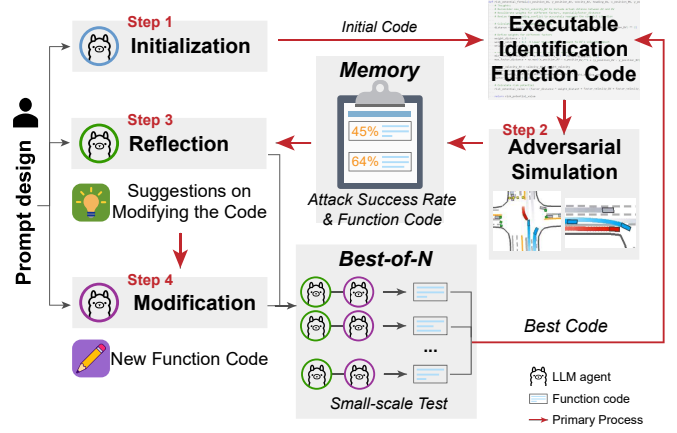 Step 1
Initialization
Initial Code
Executable
Identification
Function Code
Memory
45%
64%
Attack Success Rate
& Function Code
Step 2
Adversarial
Simulation
Prompt design
Step 3
Reflection
Suggestions on
Modifying the Code
Step 4
Modification
New Function Code
Best-of-N
...
Small-scale Test
Best Code
LLM agent
Function code
Primary Process